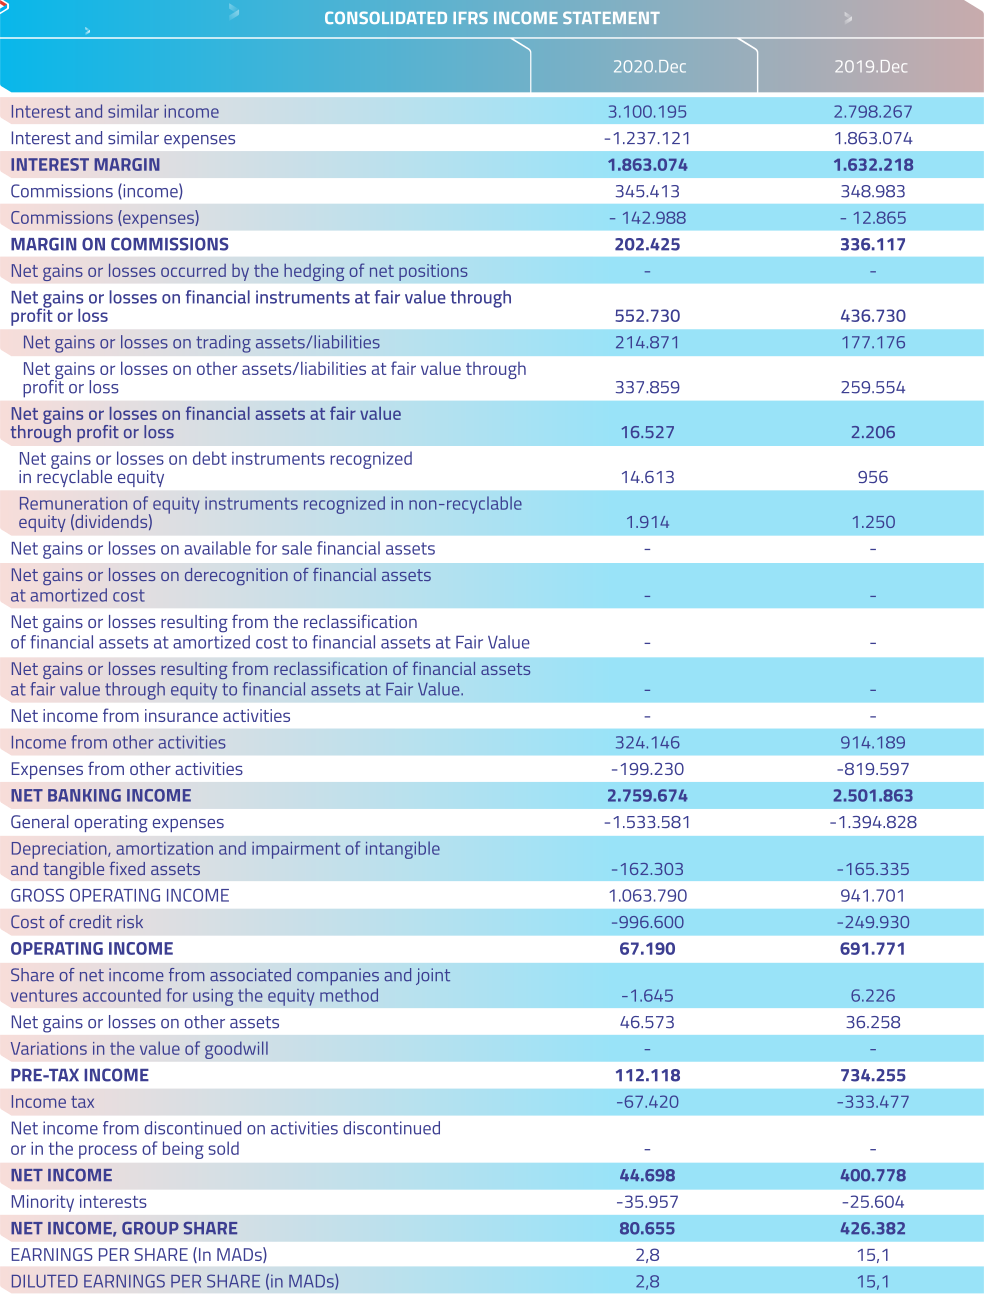 CONSOLIDATED IFRS INCOME STATEMENT
2020.Dec 2019.Dec
Interest and similar income 3.100.195 2.798.267
Interest and similar expenses -1.237.121 1.863.074
INTEREST MARGIN 1.863.074 1.632.218
Commissions (income) 345.413 348.983
Commissions (expenses) - 142.988 - 12.865
MARGIN ON COMMISSIONS 202.425 336.117
Net gains or losses occurred by the hedging of net positions - -
Net gains or losses on financial instruments at fair value through
profit or loss 552.730 436.730
Net gains or losses on trading assets/liabilities 214.871 177.176
Net gains or losses on other assets/liabilities at fair value through
profit or loss 337.859 259.554
Net gains or losses on financial assets at fair value
through profit or loss 16.527 2.206
Net gains or losses on debt instruments recognized
in recyclable equity 14.613 956
Remuneration of equity instruments recognized in non-recyclable
equity (dividends) 1.914 1.250
Net gains or losses on available for sale financial assets - -
Net gains or losses on derecognition of financial assets
at amortized cost - -
Net gains or losses resulting from the reclassification
of financial assets at amortized cost to financial assets at Fair Value - -
Net gains or losses resulting from reclassification of financial assets
at fair value through equity to financial assets at Fair Value. - -
Net income from insurance activities - -
Income from other activities 324.146 914.189
Expenses from other activities -199.230 -819.597
NET BANKING INCOME 2.759.674 2.501.863
General operating expenses -1.533.581 -1.394.828
Depreciation, amortization and impairment of intangible
and tangible fixed assets -162.303 -165.335
GROSS OPERATING INCOME 1.063.790 941.701
Cost of credit risk -996.600 -249.930
OPERATING INCOME 67.190 691.771
Share of net income from associated companies and joint
ventures accounted for using the equity method -1.645 6.226
Net gains or losses on other assets 46.573 36.258
Variations in the value of goodwill - -
PRE-TAX INCOME 112.118 734.255
Income tax -67.420 -333.477
Net income from discontinued on activities discontinued
or in the process of being sold - -
NET INCOME 44.698 400.778
Minority interests -35.957 -25.604
NET INCOME, GROUP SHARE 80.655 426.382
EARNINGS PER SHARE (In MADs) 2,8 15,1
DILUTED EARNINGS PER SHARE (in MADs) 2,8 15,1